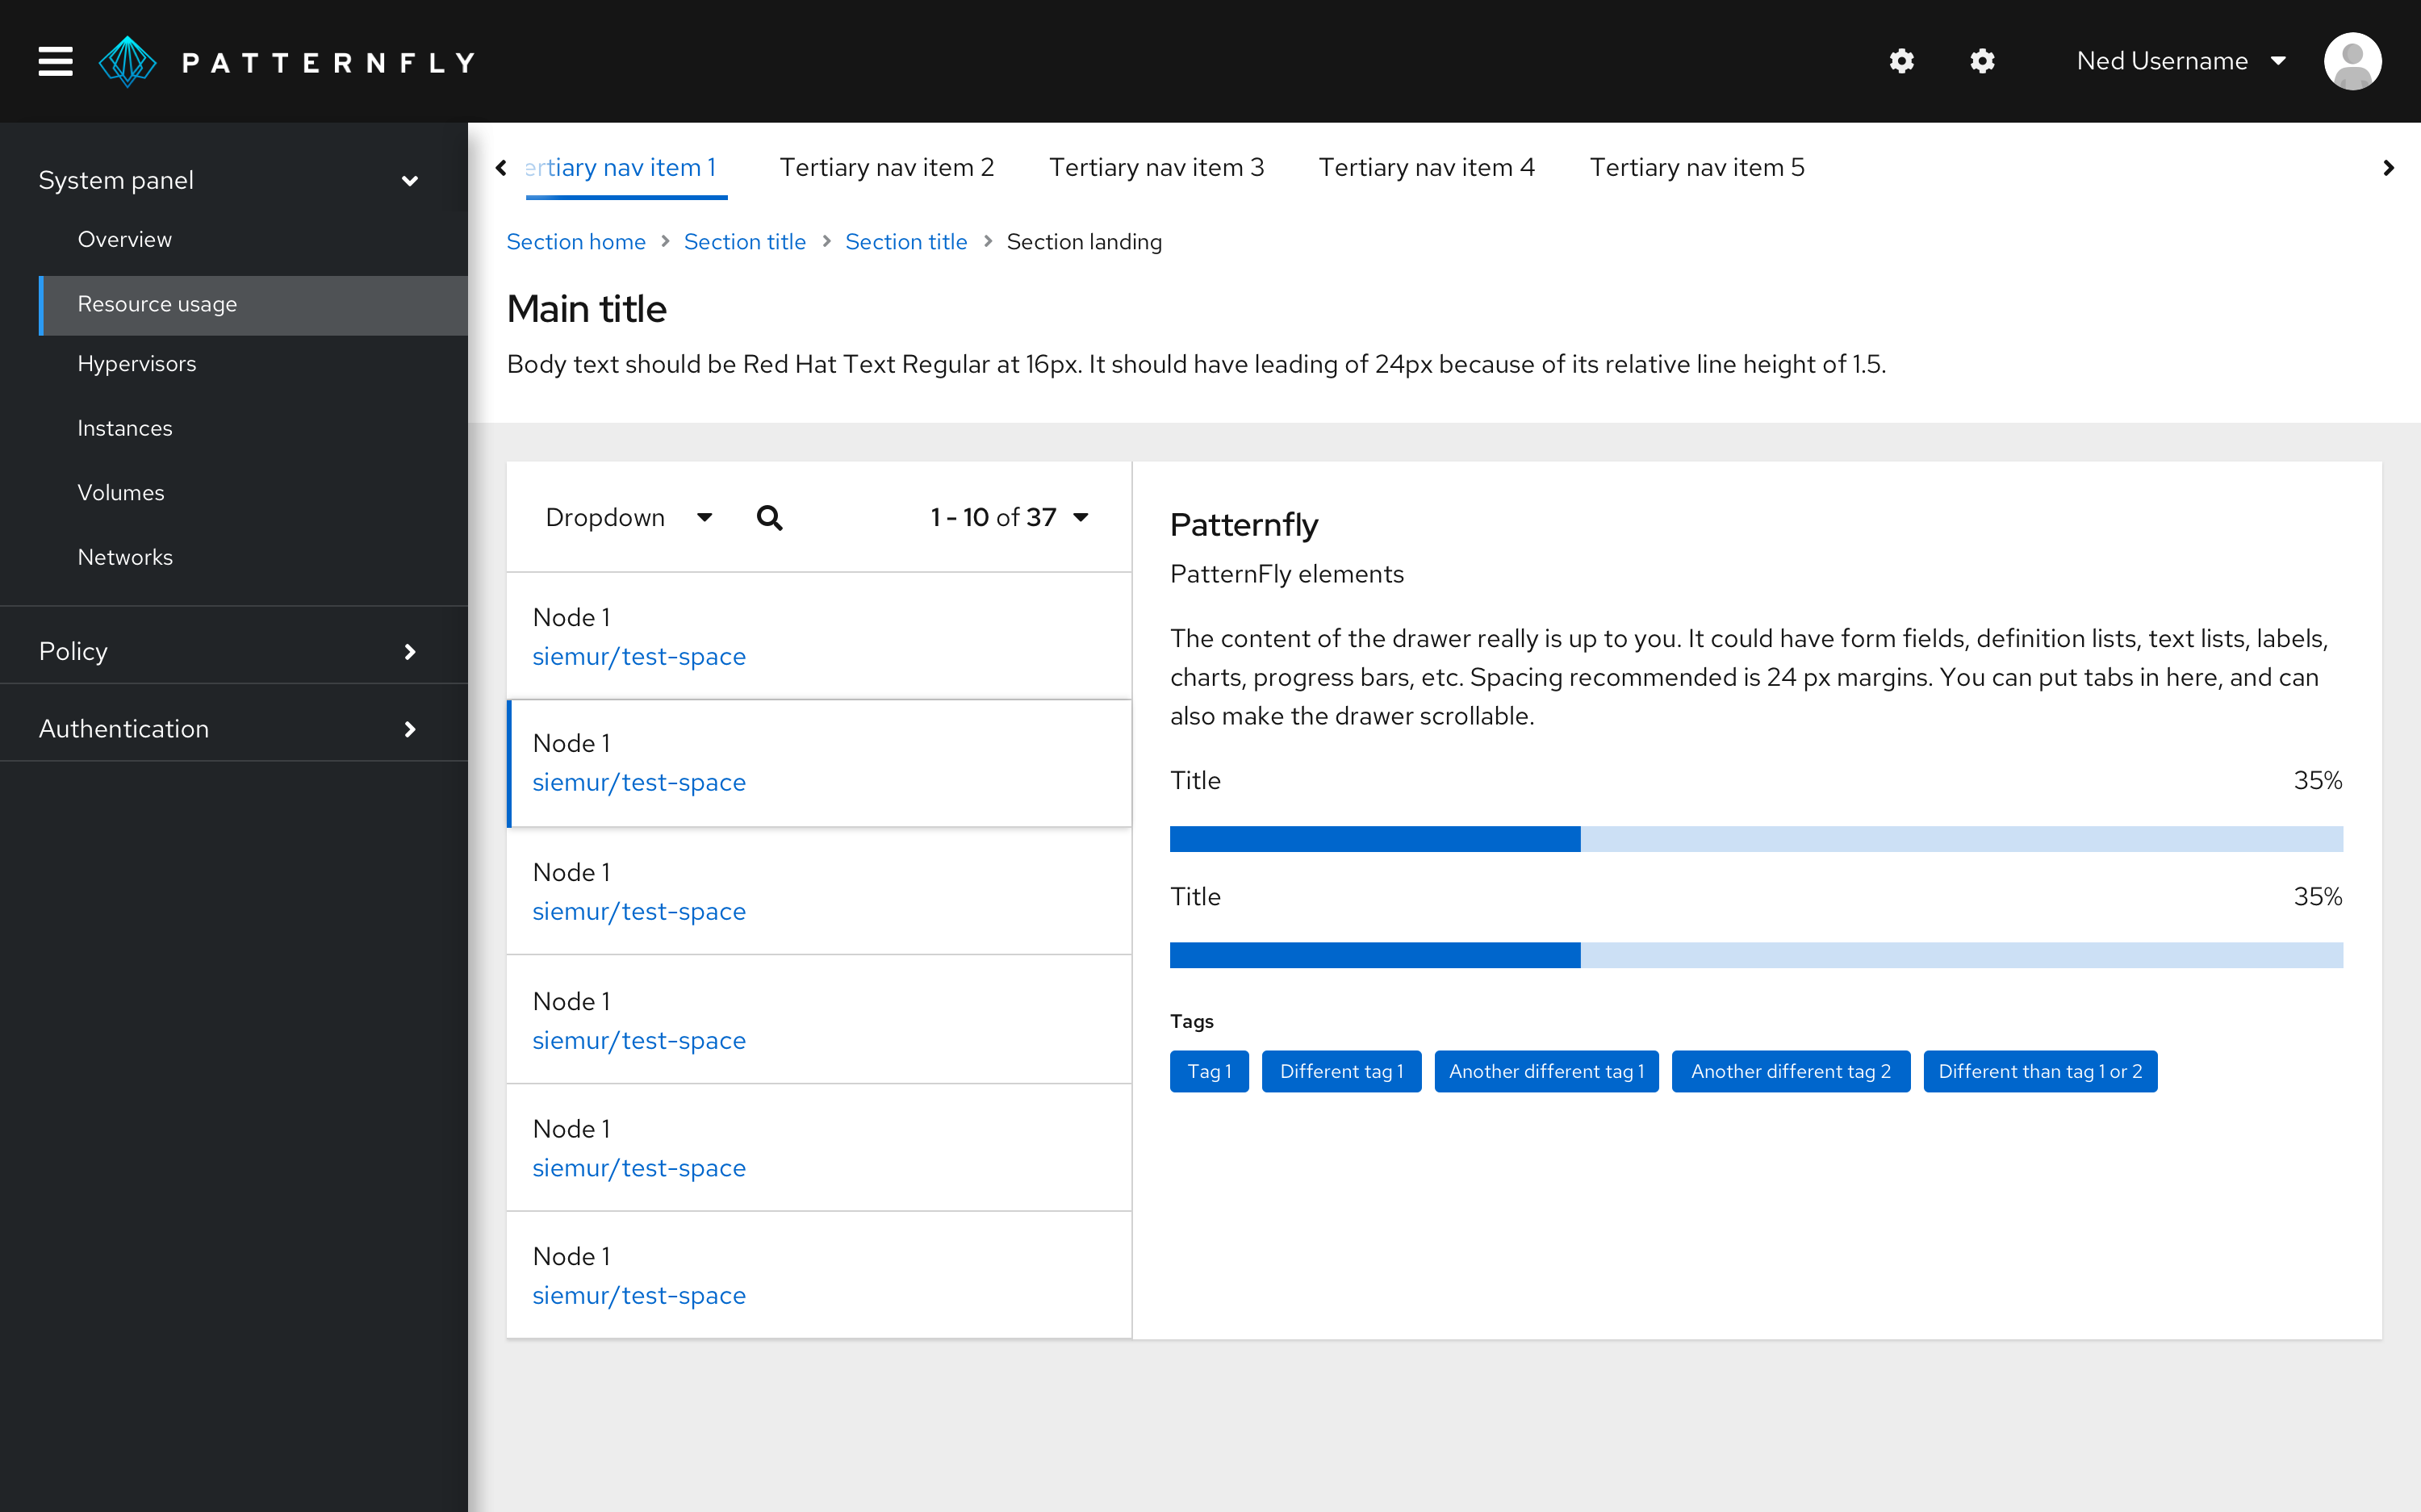 PATTERNFLY
Ned Username
System panel
Overview
Resource usage
Hypervisors
Instances
Volumes
Networks
Policy
Authentication
ertiary nav item 1
Tertiary nav item 2
Tertiary nav item 3
Tertiary nav item 4
Tertiary nav item 5
Section home
Section title
Section title
Section landing
Main title
Body text should be Red Hat Text Regular at 16px. It should have leading of 24px because of its relative line height of 1.5.
Dropdown
1 - 10 of 37
Node 1
siemur/test-space
Node 1
siemur/test-space
Node 1
siemur/test-space
Node 1
siemur/test-space
Node 1
siemur/test-space
Node 1
siemur/test-space
Patternfly
PatternFly elements
The content of the drawer really is up to you. It could have form fields, definition lists, text lists, labels,
charts, progress bars, etc. Spacing recommended is 24 px margins. You can put tabs in here, and can
also make the drawer scrollable.
Title 35%
Title 35%
Tags
Tag 1
Different tag 1
Another different tag 1
Another different tag 2
Different than tag 1 or 2